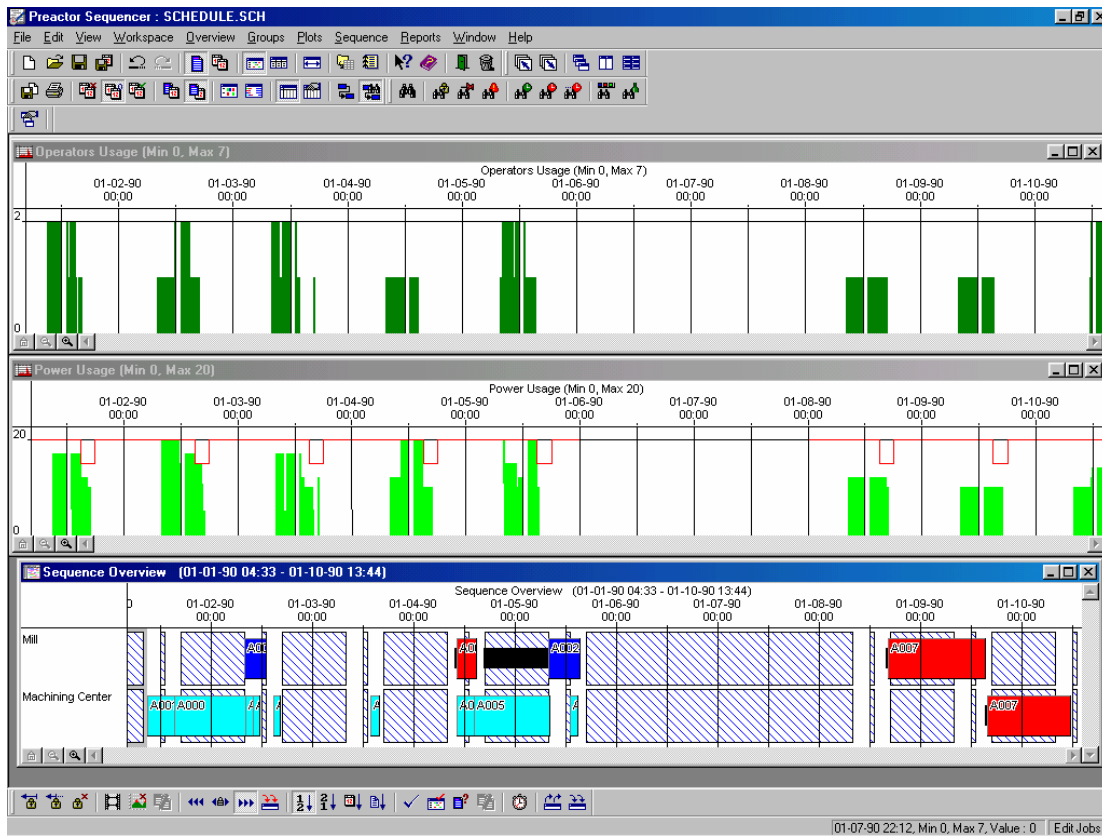 Preactor Sequencer : SCHEDULE.SCH
File Edit View Workspace Overview Groups Plots Sequence Reports Window Help
Operators Usage (Min 0, Max 7)
Operators Usage (Min 0, Max 7)
01-02-90 01-03-90 01-04-90 01-05-90 01-06-90 01-07-90 01-08-90 01-09-90 01-10-90
00:00 00:00 00:00 00:00 00:00 00:00 00:00 00:00 00:00
2
0
Power Usage (Min 0, Max 20)
Power Usage (Min 0, Max 20)
01-02-90 01-03-90 01-04-90 01-05-90 01-06-90 01-07-90 01-08-90 01-09-90 01-10-90
00:00 00:00 00:00 00:00 00:00 00:00 00:00 00:00 00:00
20
0
Sequence Overview (01-01-90 04:33 - 01-10-90 13:44)
Sequence Overview (01-01-90 04:33 - 01-10-90 13:44)
01-02-90 01-03-90 01-04-90 01-05-90 01-06-90 01-07-90 01-08-90 01-09-90 01-10-90
00:00 00:00 00:00 00:00 00:00 00:00 00:00 00:00 00:00
Mill A002 A007
Machining Center A001 A000 A005 A007
01-07-90 22:12, Min 0, Max 7, Value : 0 Edit Jobs